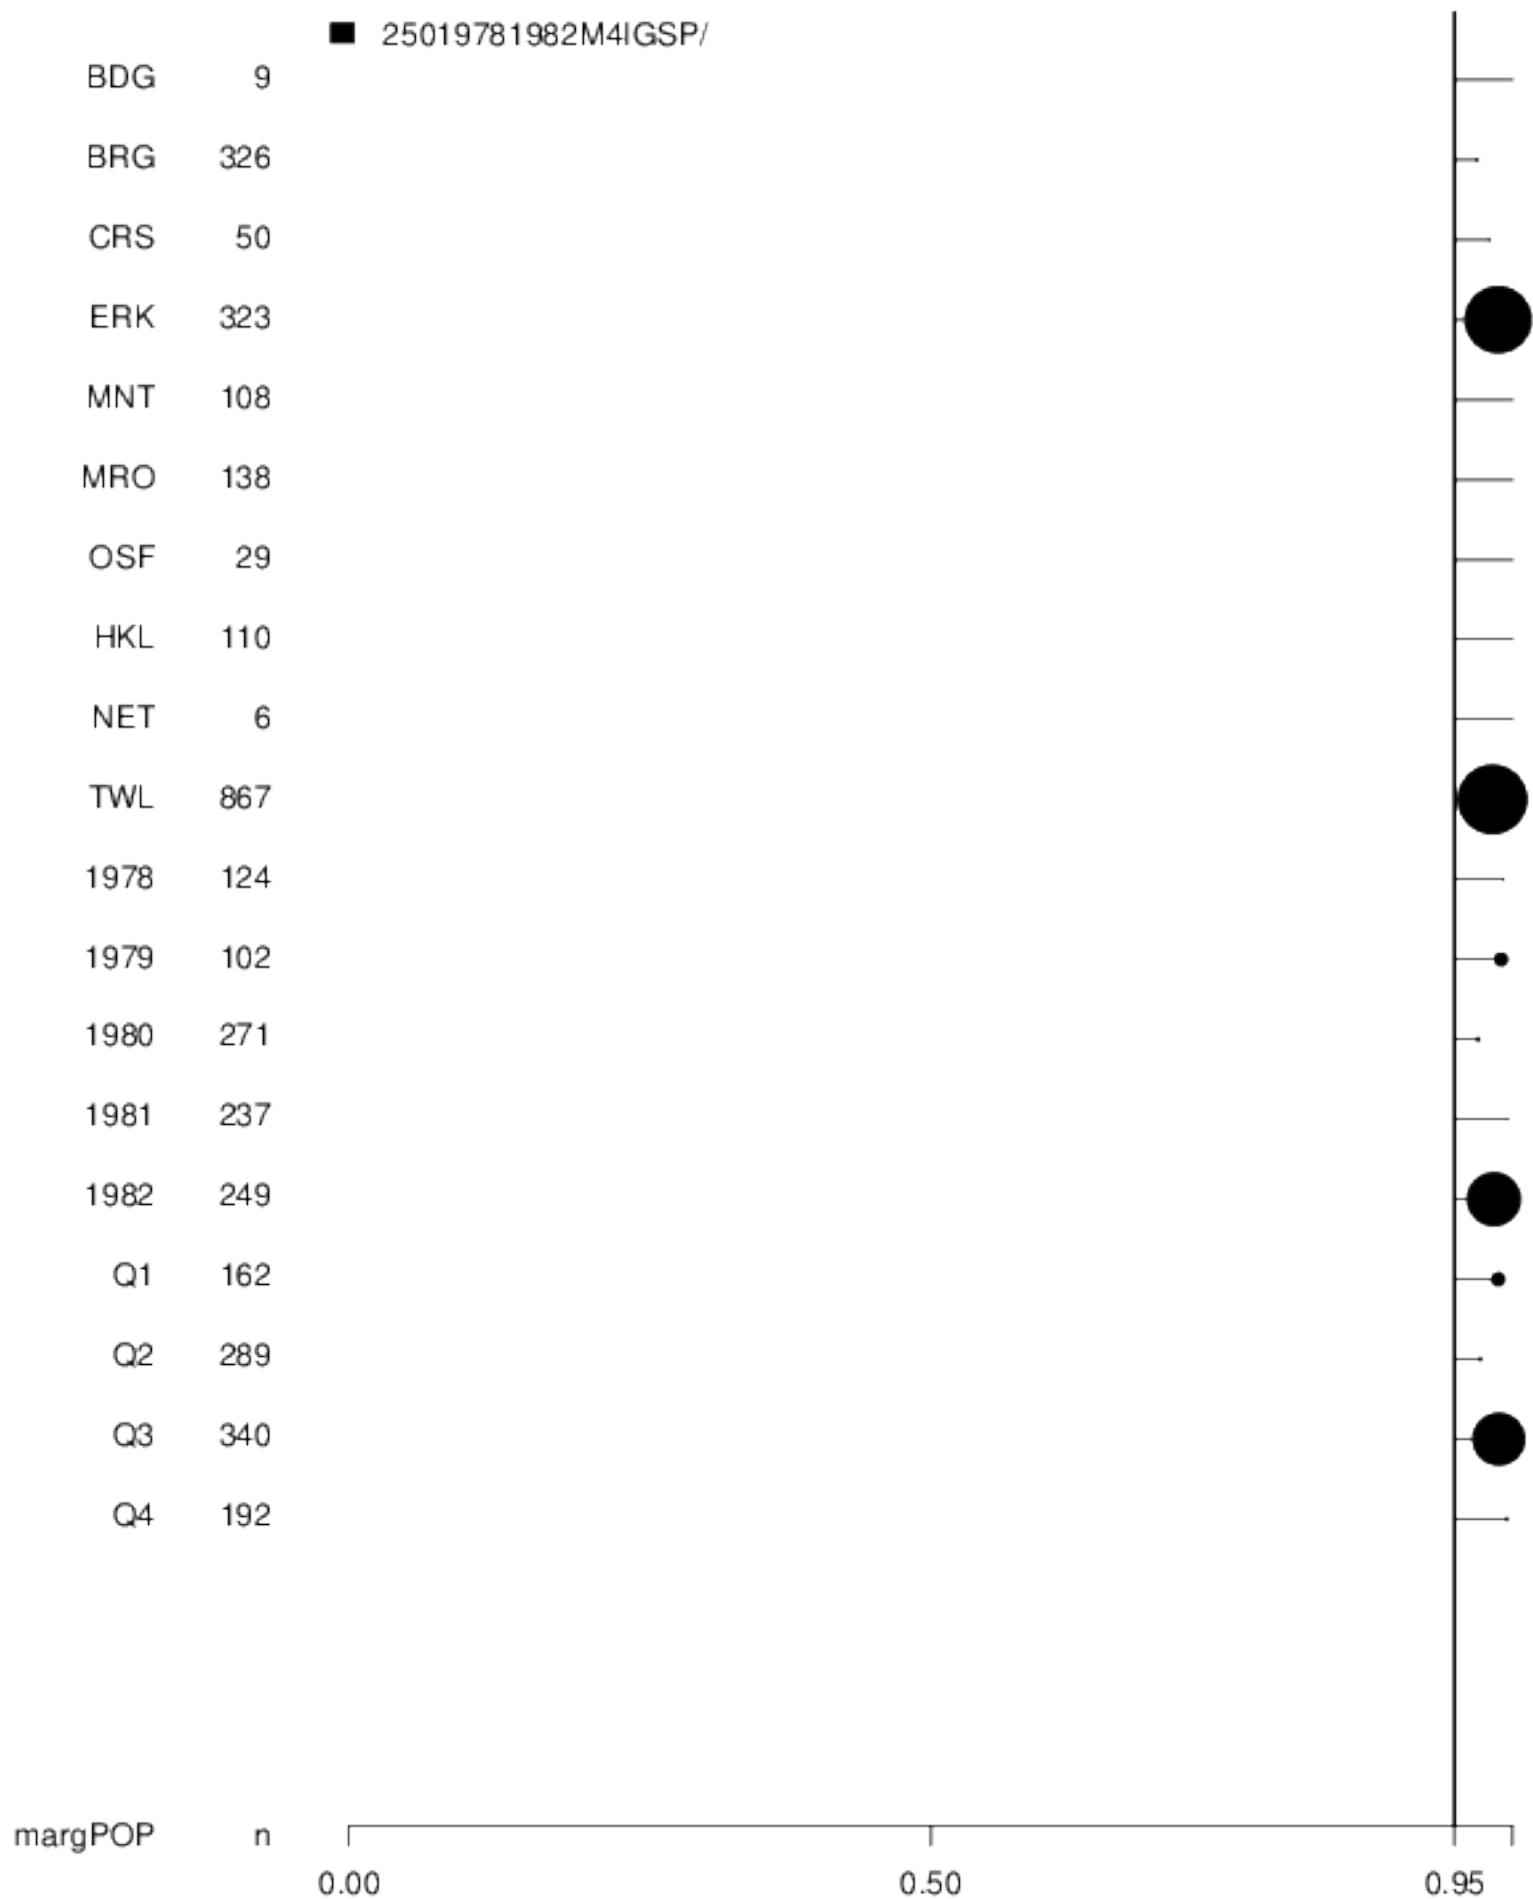 25019781982M4IGSP/
BDG 9
BRG 326
CRS 50
ERK 323
MNT 108
MRO 138
OSF 29
HKL 110
NET 6
TWL 867
1978 124
1979 102
1980 271
1981 237
1982 249
Q1 162
Q2 289
Q3 340
Q4 192
margPOP n
0.00 0.50 0.95